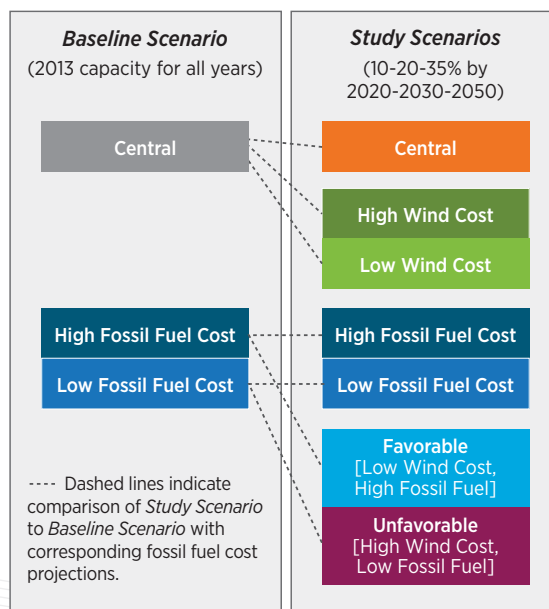 Baseline Scenario
(2013 capacity for all years)
Central
High Fossil Fuel Cost
Low Fossil Fuel Cost
----- Dashed lines indicate
comparison of Study Scenario
to Baseline Scenario with
corresponding fossil fuel cost
projections.
Study Scenarios
(10-20-35% by
2020-2030-2050)
Central
High Wind Cost
Low Wind Cost
High Fossil Fuel Cost
Low Fossil Fuel Cost
Favorable
[Low Wind Cost,
High Fossil Fuel]
Unfavorable
[High Wind Cost,
Low Fossil Fuel]